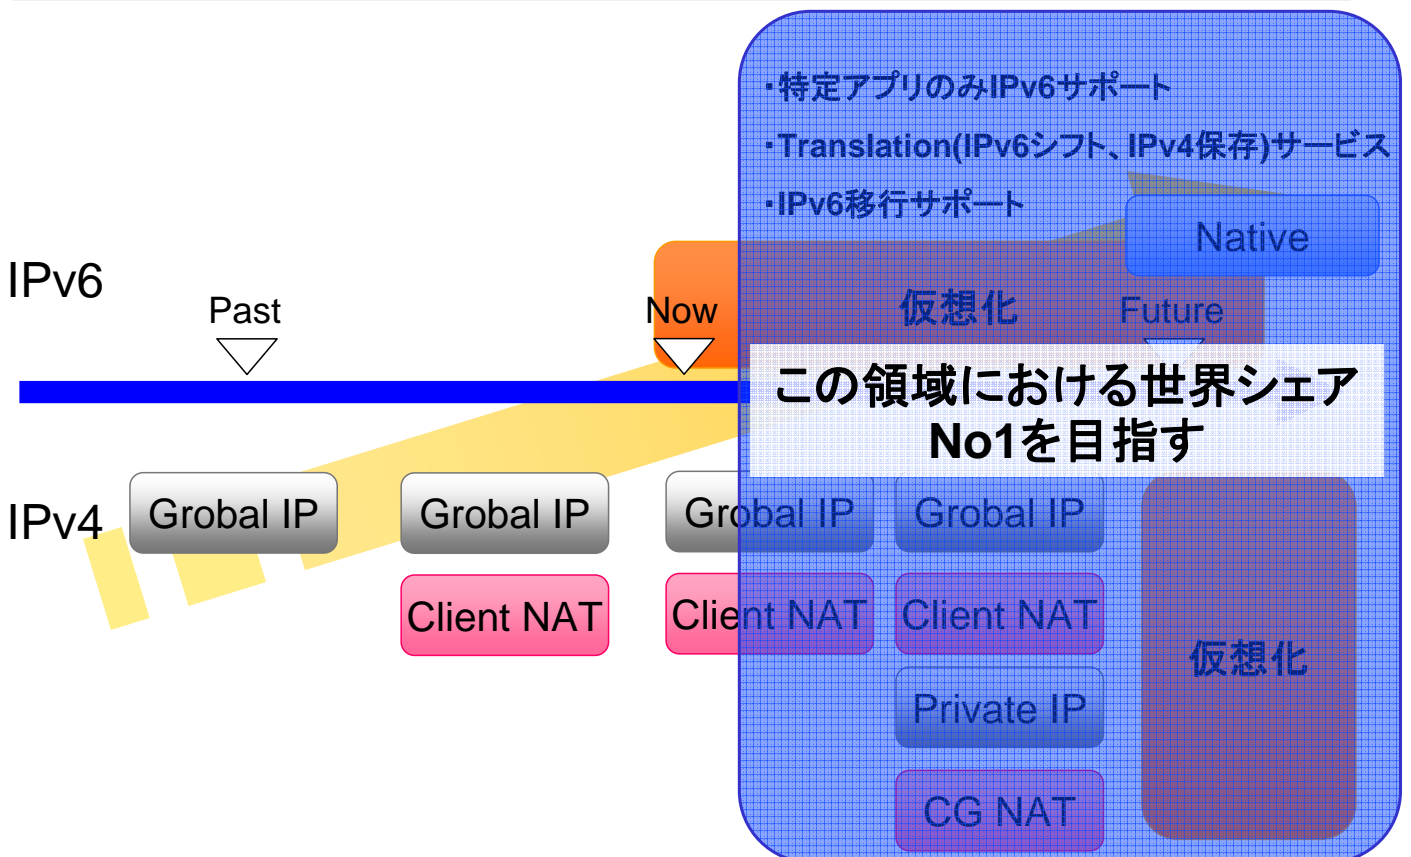 ・特定アプリのみIPv6サポート
・Translation(IPv6シフト、IPv4保存)サービス
・IPv6移行サポート
Native
IPv6
Past
Now
仮想化
Future
この領域における世界シェア
No1を目指す
IPv4
Grobal IP
Grobal IP
Grobal IP
Grobal IP
Client NAT
Client NAT
Client NAT
仮想化
Private IP
CG NAT